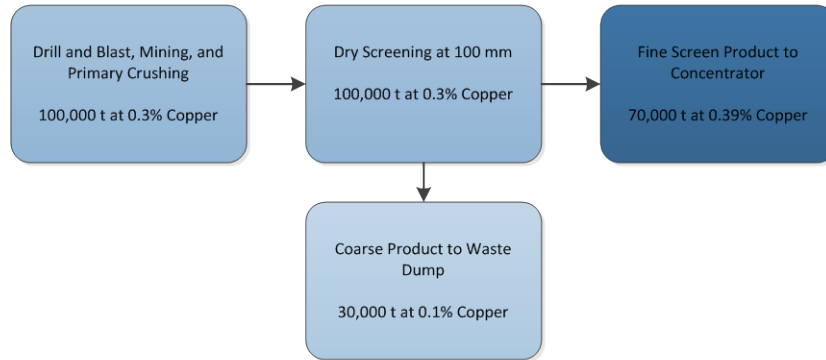 Drill and Blast, Mining, and
Primary Crushing
100,000 t at 0.3% Copper
Dry Screening at 100 mm
100,000 t at 0.3% Copper
Fine Screen Product to
Concentrator
70,000 t at 0.39% Copper
Coarse Product to Waste
Dump
30,000 t at 0.1% Copper